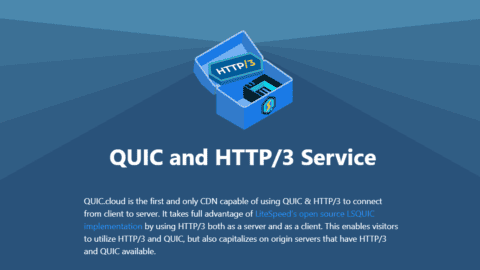 HTTP/3
QUIC and HTTP/3 Service
QUIC.cloud is the first and only CDN capable of using QUIC & HTTP/3 to connect
from client to server. It takes full advantage of LiteSpeed's open source LSQUIC
implementation by using HTTP/3 both as a server and as a client. This enables visitors
to utilize HTTP/3 and QUIC, but also capitalizes on origin servers that have HTTP/3
and QUIC available.